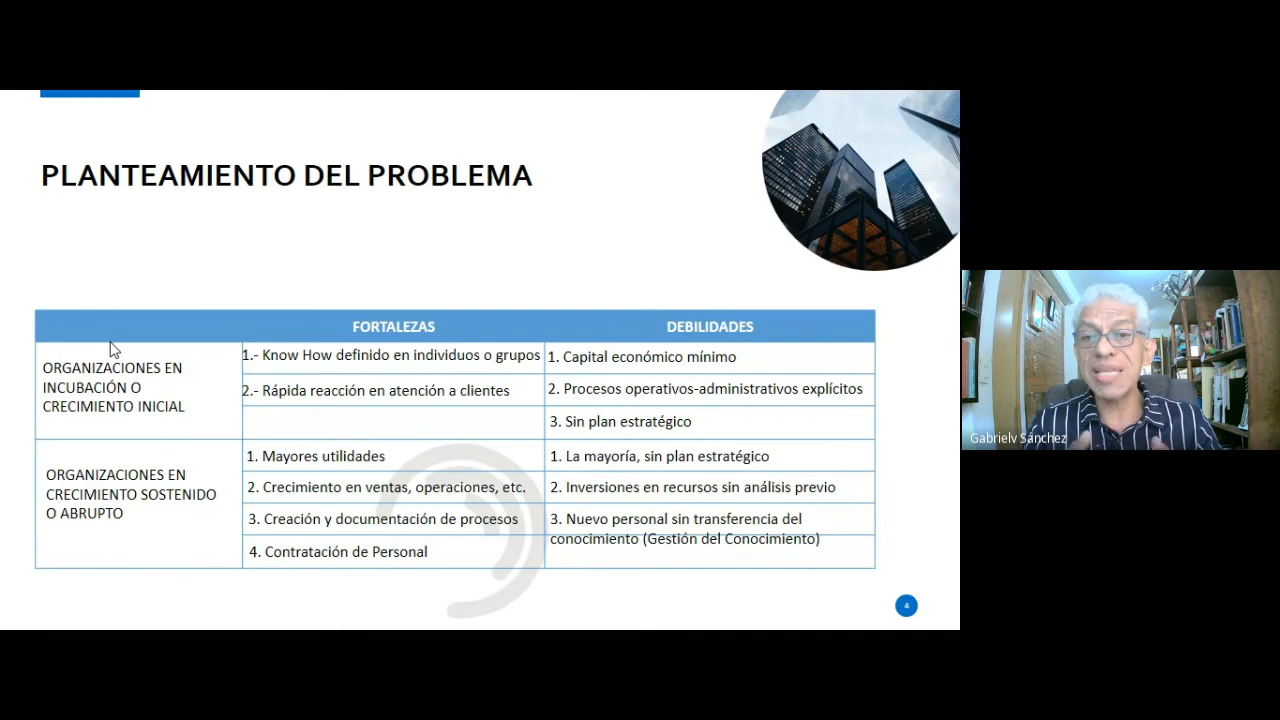 PLANTEAMIENTO DEL PROBLEMA
FORTALEZAS
DEBILIDADES
ORGANIZACIONES EN
INCUBACIÓN O
CRECIMIENTO INICIAL
1.- Know How definido en individuos o grupos
1. Capital económico mínimo
2.- Rápida reacción en atención a clientes
2. Procesos operativos-administrativos explícitos
3. Sin plan estratégico
ORGANIZACIONES EN
CRECIMIENTO SOSTENIDO
O ABRUPTO
1. Mayores utilidades
1. La mayoría, sin plan estratégico
2. Crecimiento en ventas, operaciones, etc.
2. Inversiones en recursos sin análisis previo
3. Creación y documentación de procesos
3. Nuevo personal sin transferencia del
conocimiento (Gestión del Conocimiento)
4. Contratación de Personal
4
Gabrielv Sánchez